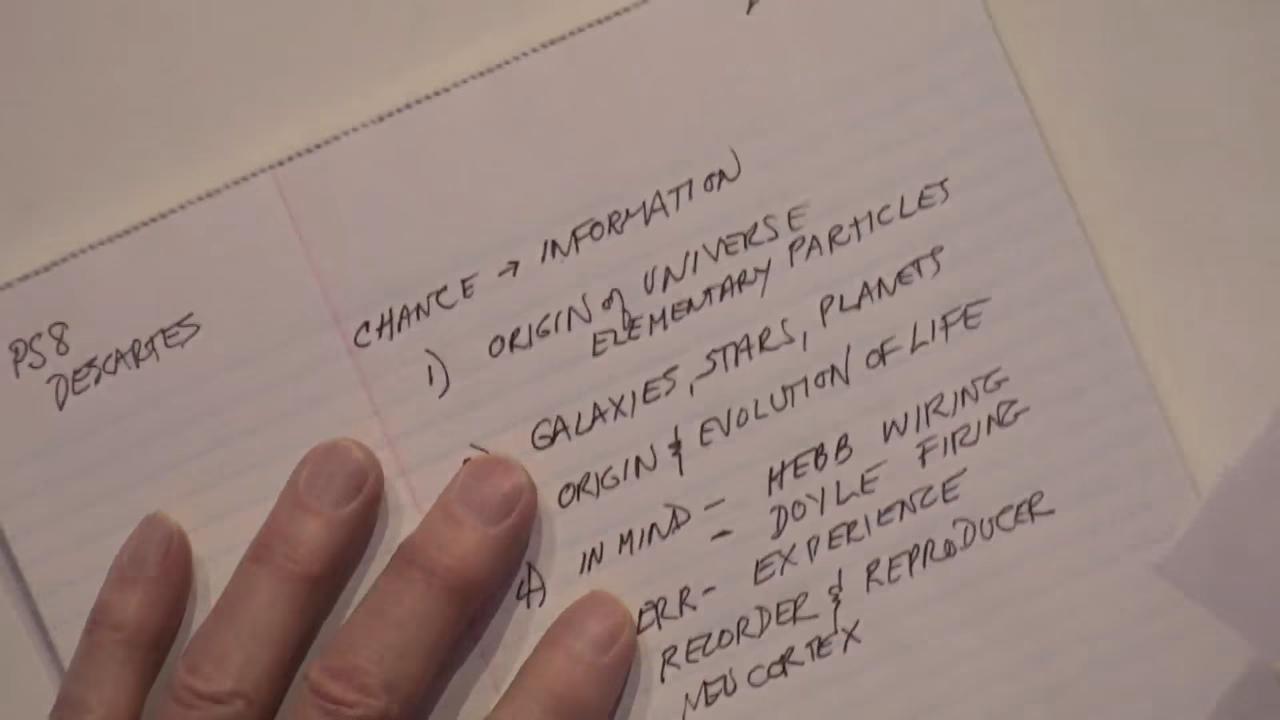 PS8
DESCARTES
CHANCE → INFORMATION
1) ORIGIN of UNIVERSE
ELEMENTARY PARTICLES
GALAXIES, STARS, PLANETS
ORIGIN & EVOLUTION OF LIFE
4) IN MIND - HEBB WIRING
- DOYLE FIRING
ERR- EXPERIENCE
RECORDER & REPRODUCER
NEOCORTEX